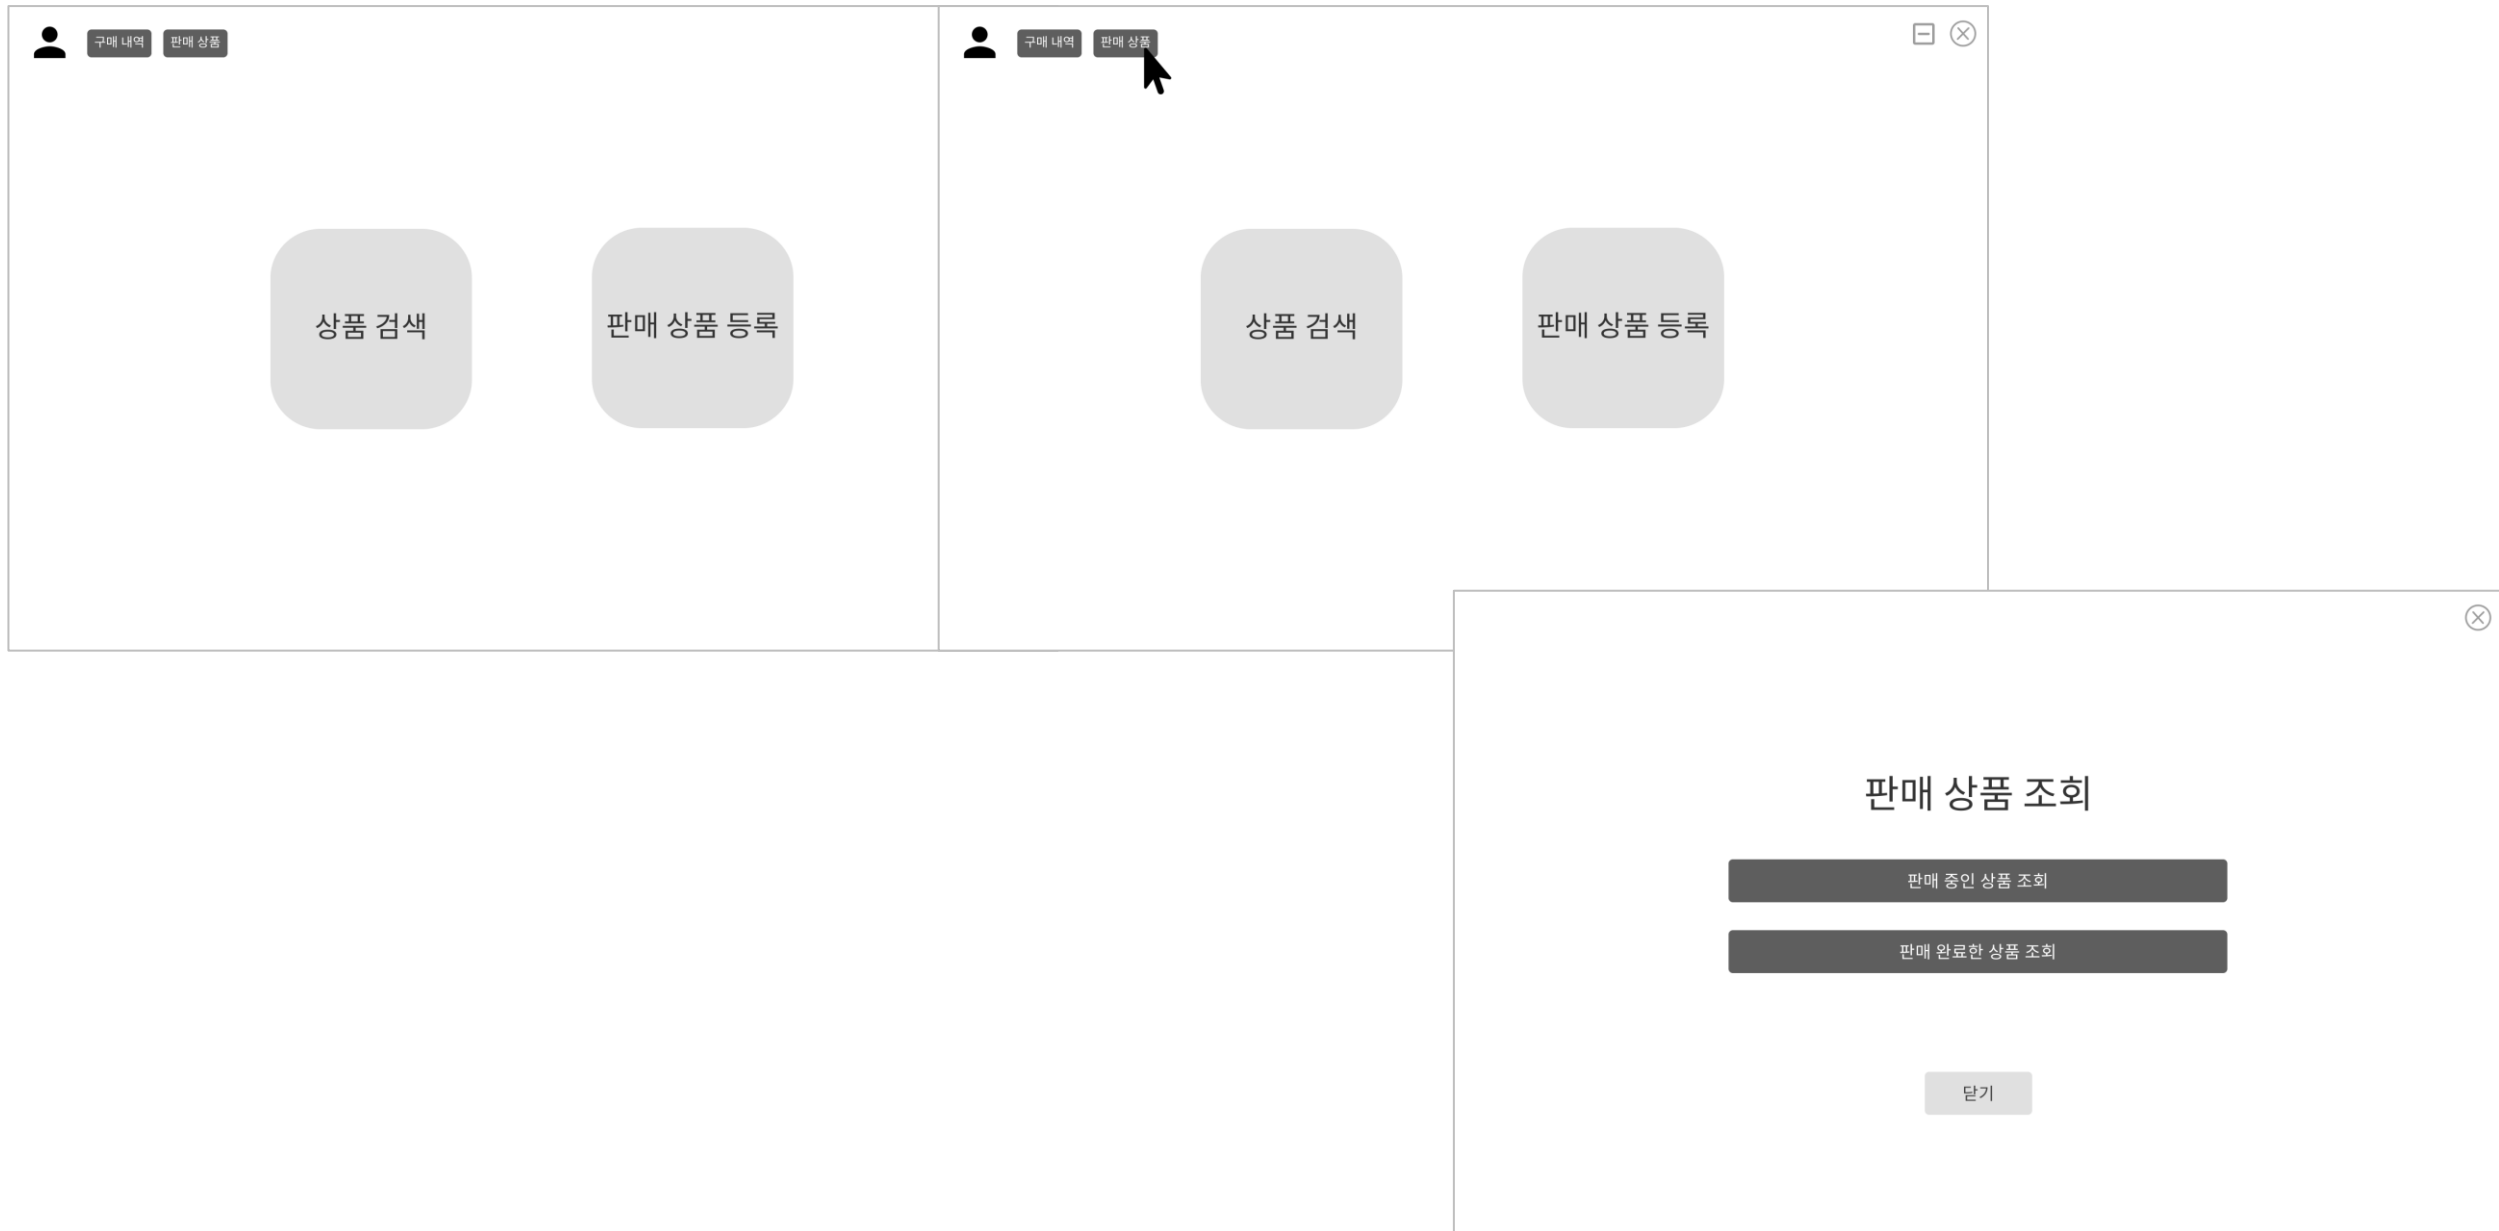 구매 내역
판매 상품
상품 검색
판매 상품 등록
구매 내역
판매 상품
상품 검색
판매 상품 등록
판매 상품 조회
판매 중인 상품 조회
판매 완료한 상품 조회
닫기